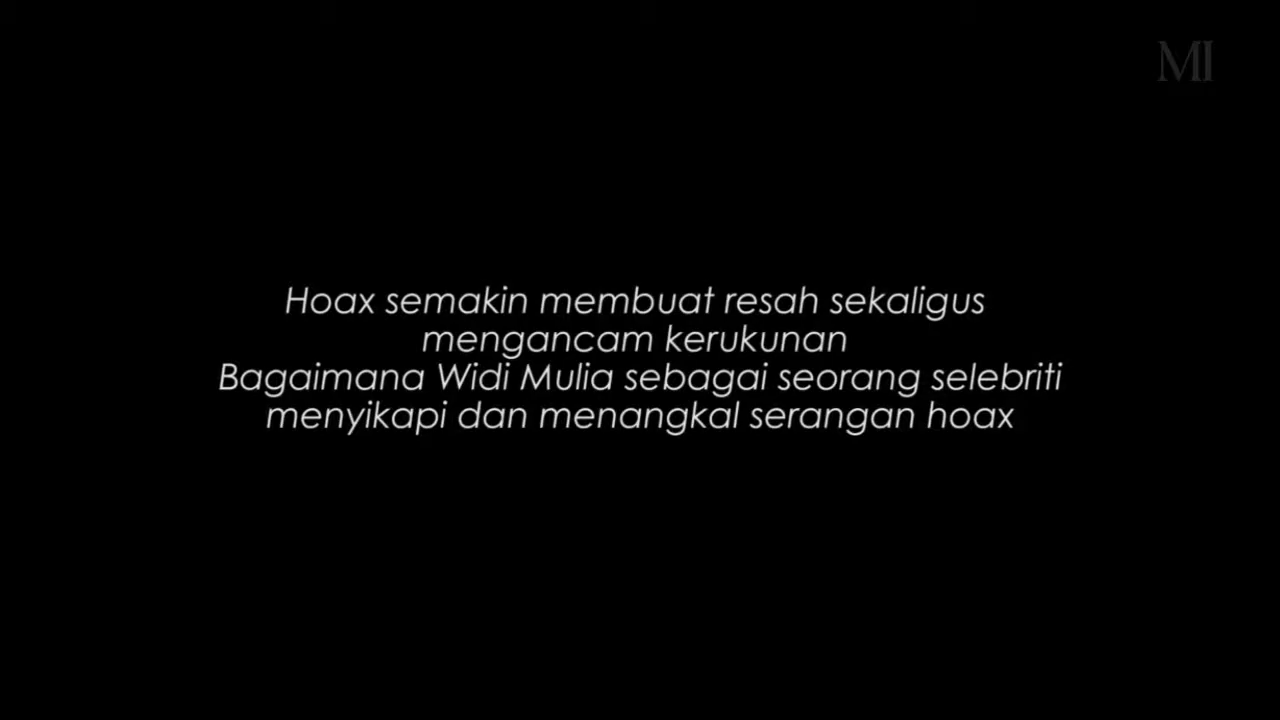 MI
Hoax semakin membuat resah sekaligus
mengancam kerukunan
Bagaimana Widi Mulia sebagai seorang selebriti
menyikapi dan menangkal serangan hoax